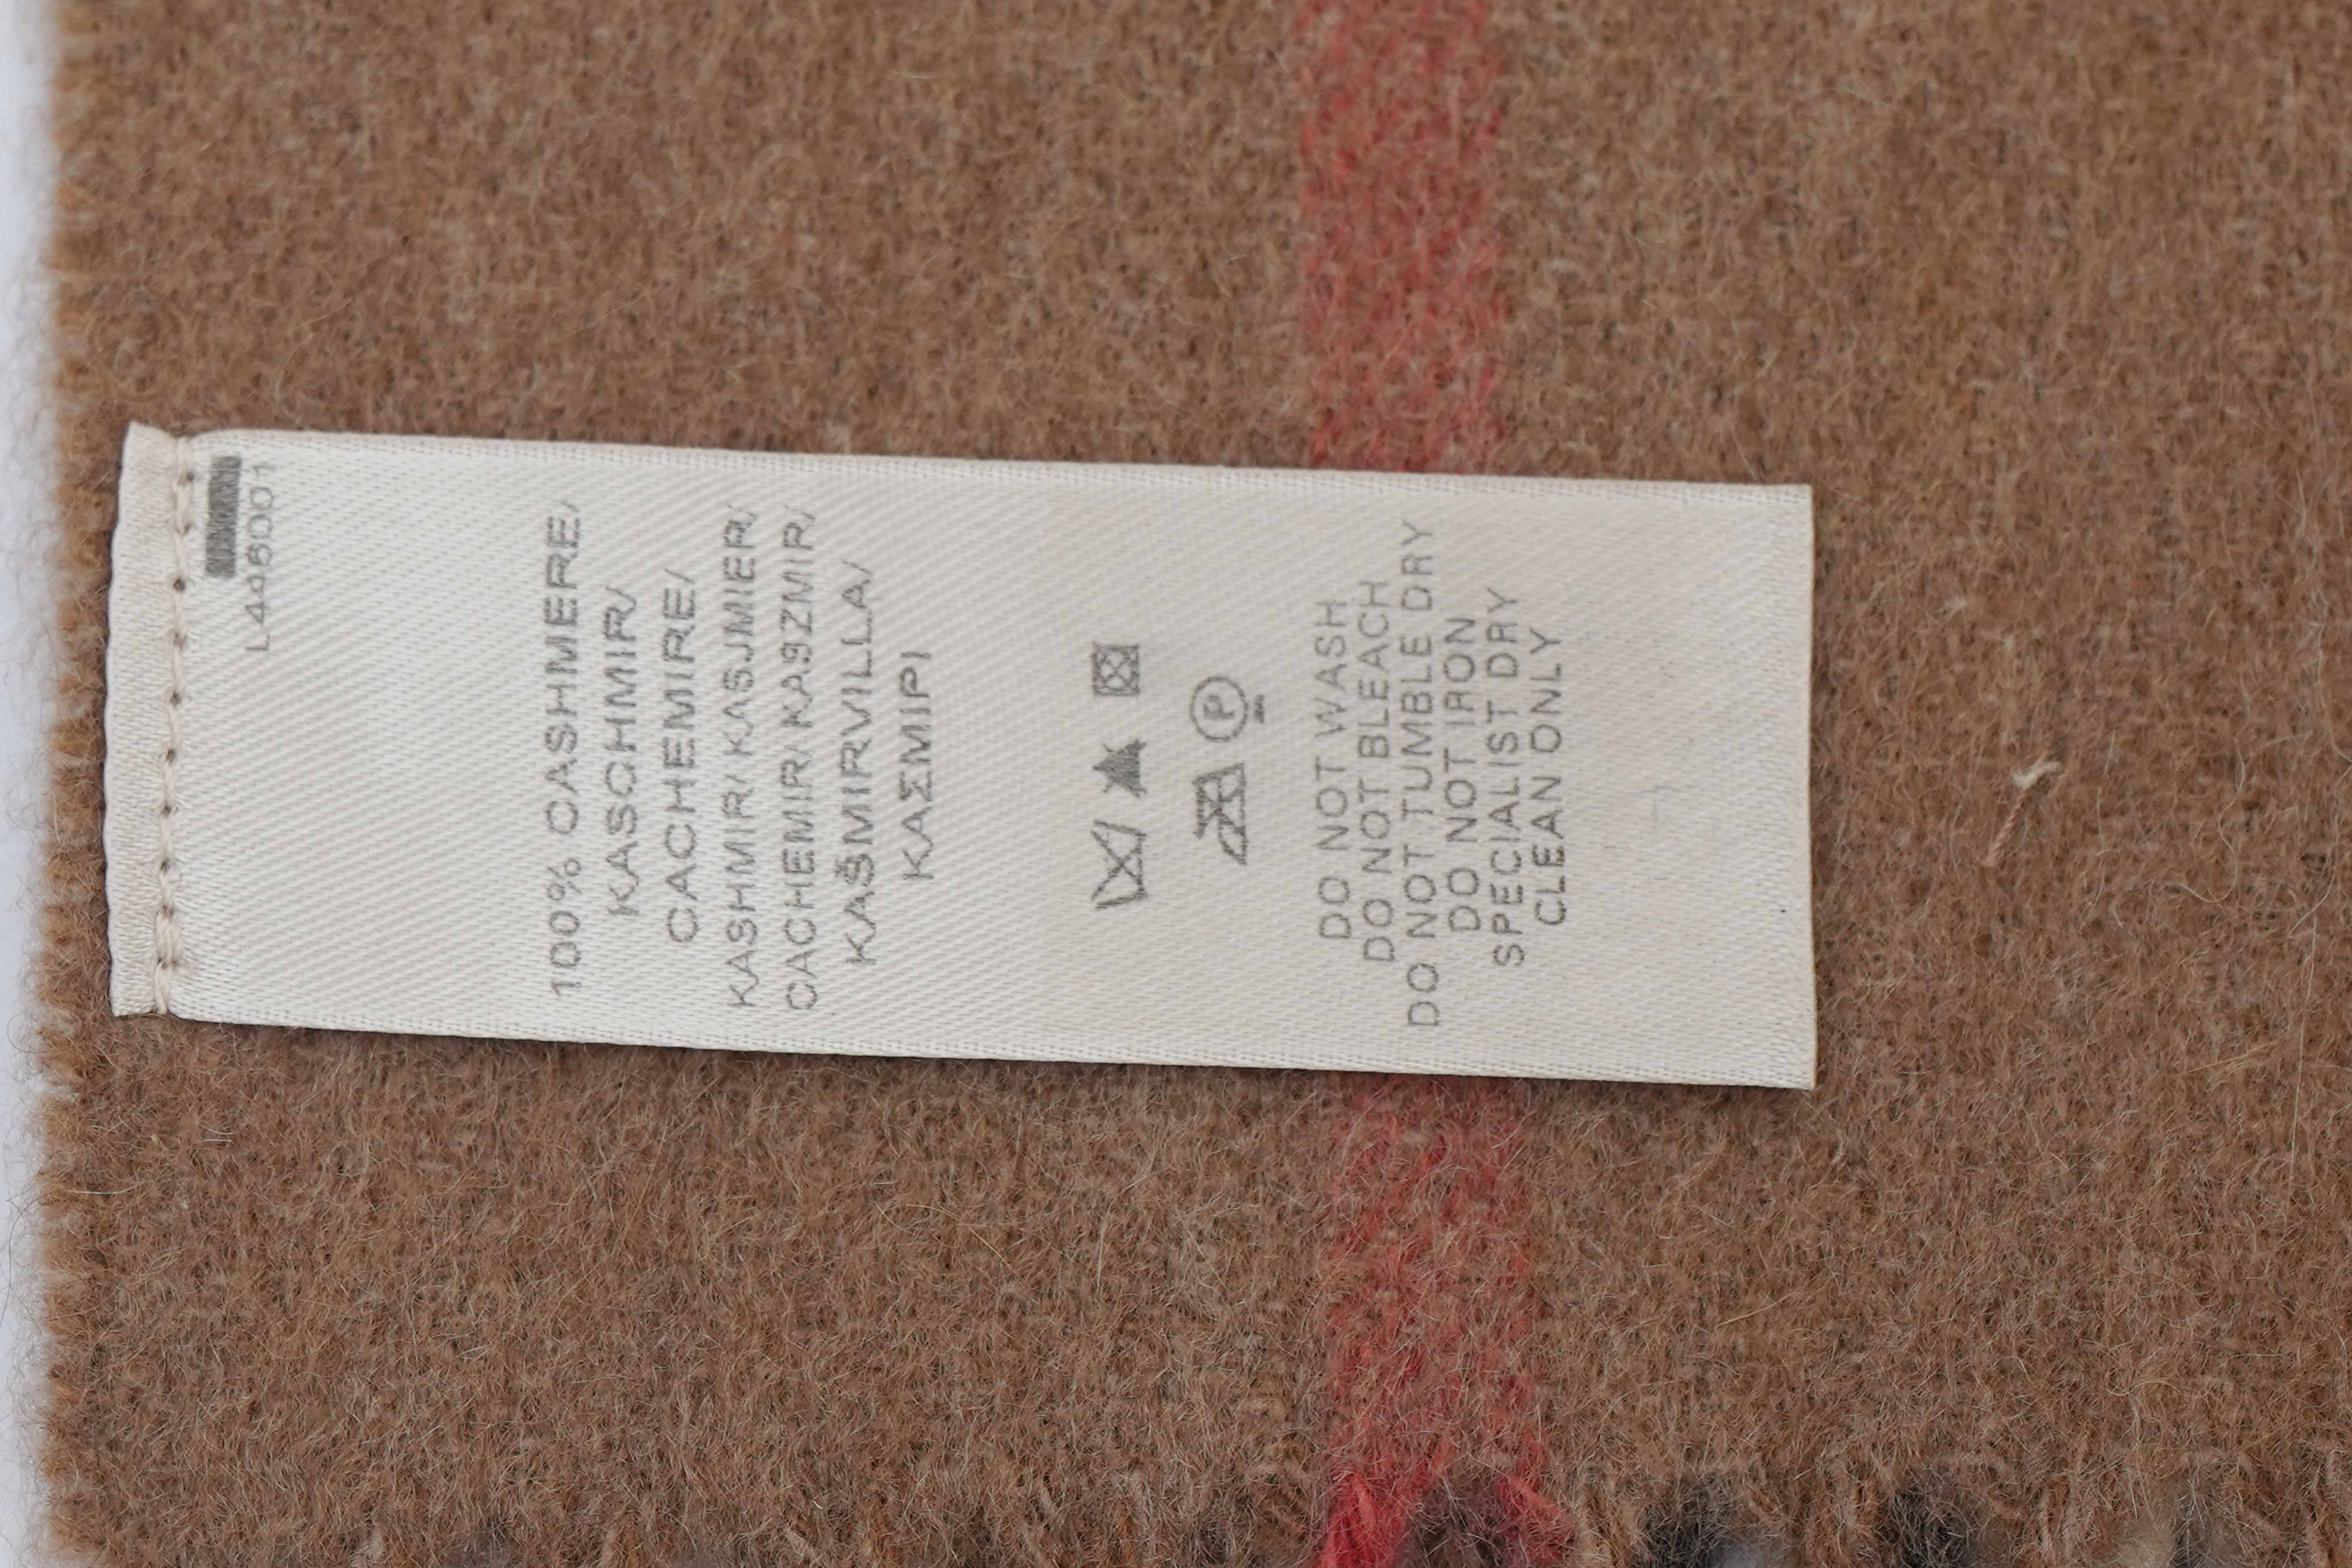 L446001
100% CASHMERE/
KASCHMIR/
CACHEMIRE/
KASHMIR/ KASJMIER/
CACHEMIR/ KASZMIR/
KAŠMIRVILLA/
ΚΑΣΜΙΡΙ
P
DO NOT WASH
DO NOT BLEACH
DO NOT TUMBLE DRY
DO NOT IRON
SPECIALIST DRY
CLEAN ONLY